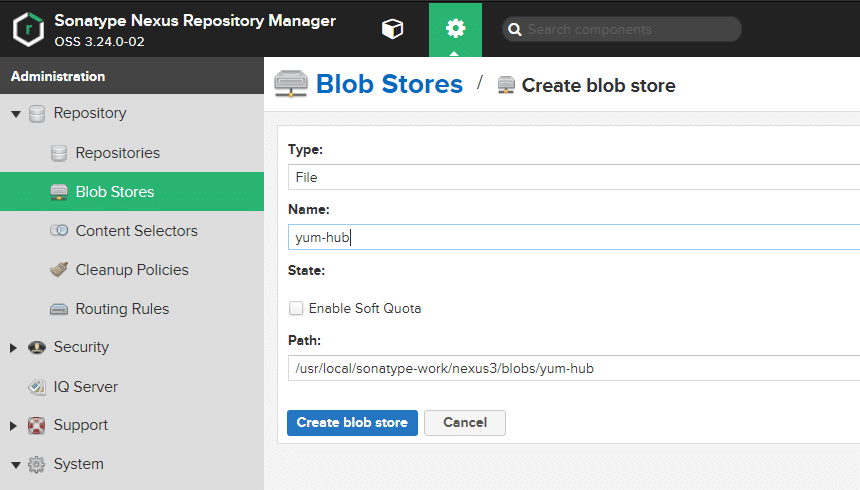 Sonatype Nexus Repository Manager
OSS 3.24.0-02
Search components
Administration
Repository
Repositories
Blob Stores
Content Selectors
Cleanup Policies
Routing Rules
Security
IQ Server
Support
System
Blob Stores / Create blob store
Type:
File
Name:
yum-hub
State:
Enable Soft Quota
Path:
/usr/local/sonatype-work/nexus3/blobs/yum-hub
Create blob store Cancel